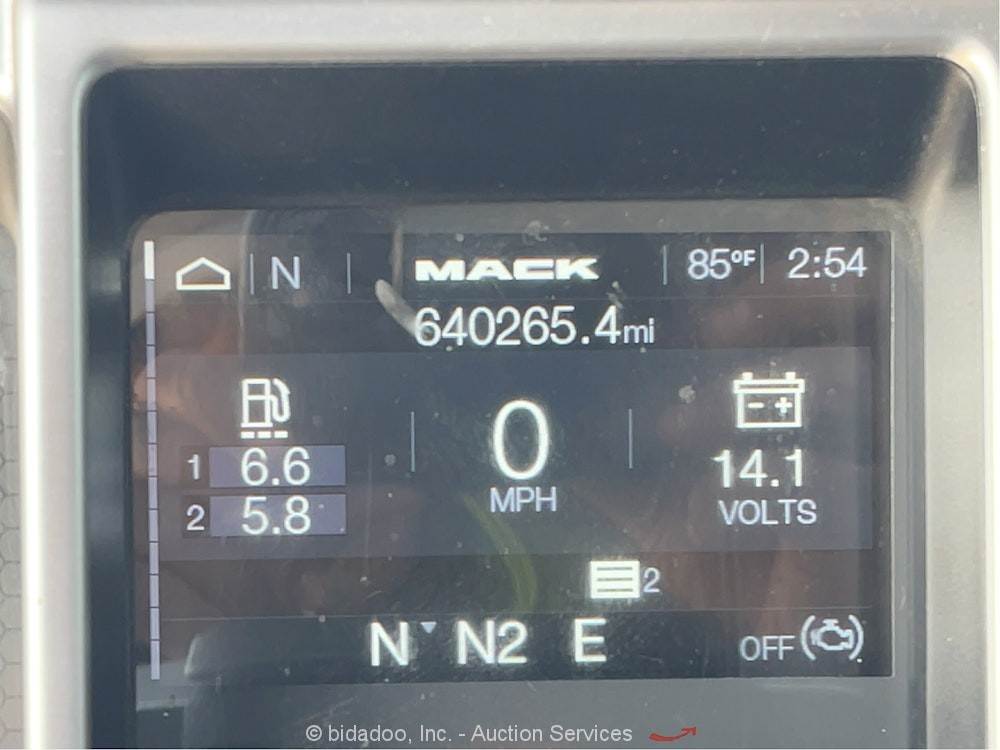 N MACK 85°F 2:54
640265.4mi
1 6.6
2 5.8
0
MPH
- +
14.1
VOLTS
2
N N2 E OFF
© bidadoo, Inc. - Auction Services